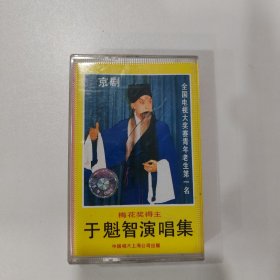 京剧
全国电视大奖赛青年老生第一名
梅花奖得主
于魁智演唱集
中国唱片上海公司出版